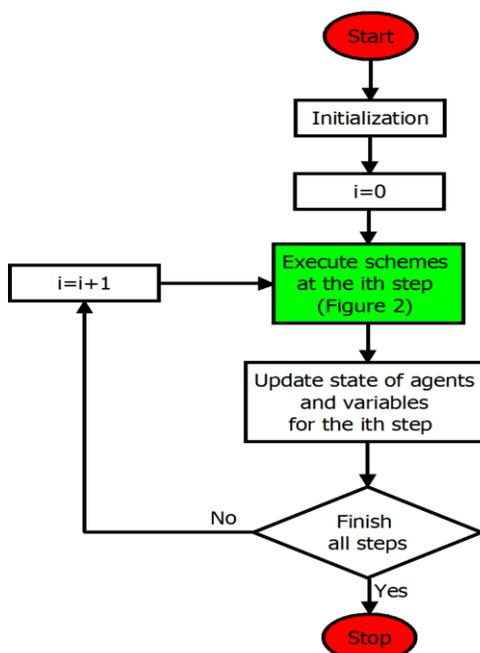 Start
Initialization
i=0
Execute schemes
at the ith step
(Figure 2)
i=i+1
Update state of agents
and variables
for the ith step
Finish
all steps
No
Yes
Stop